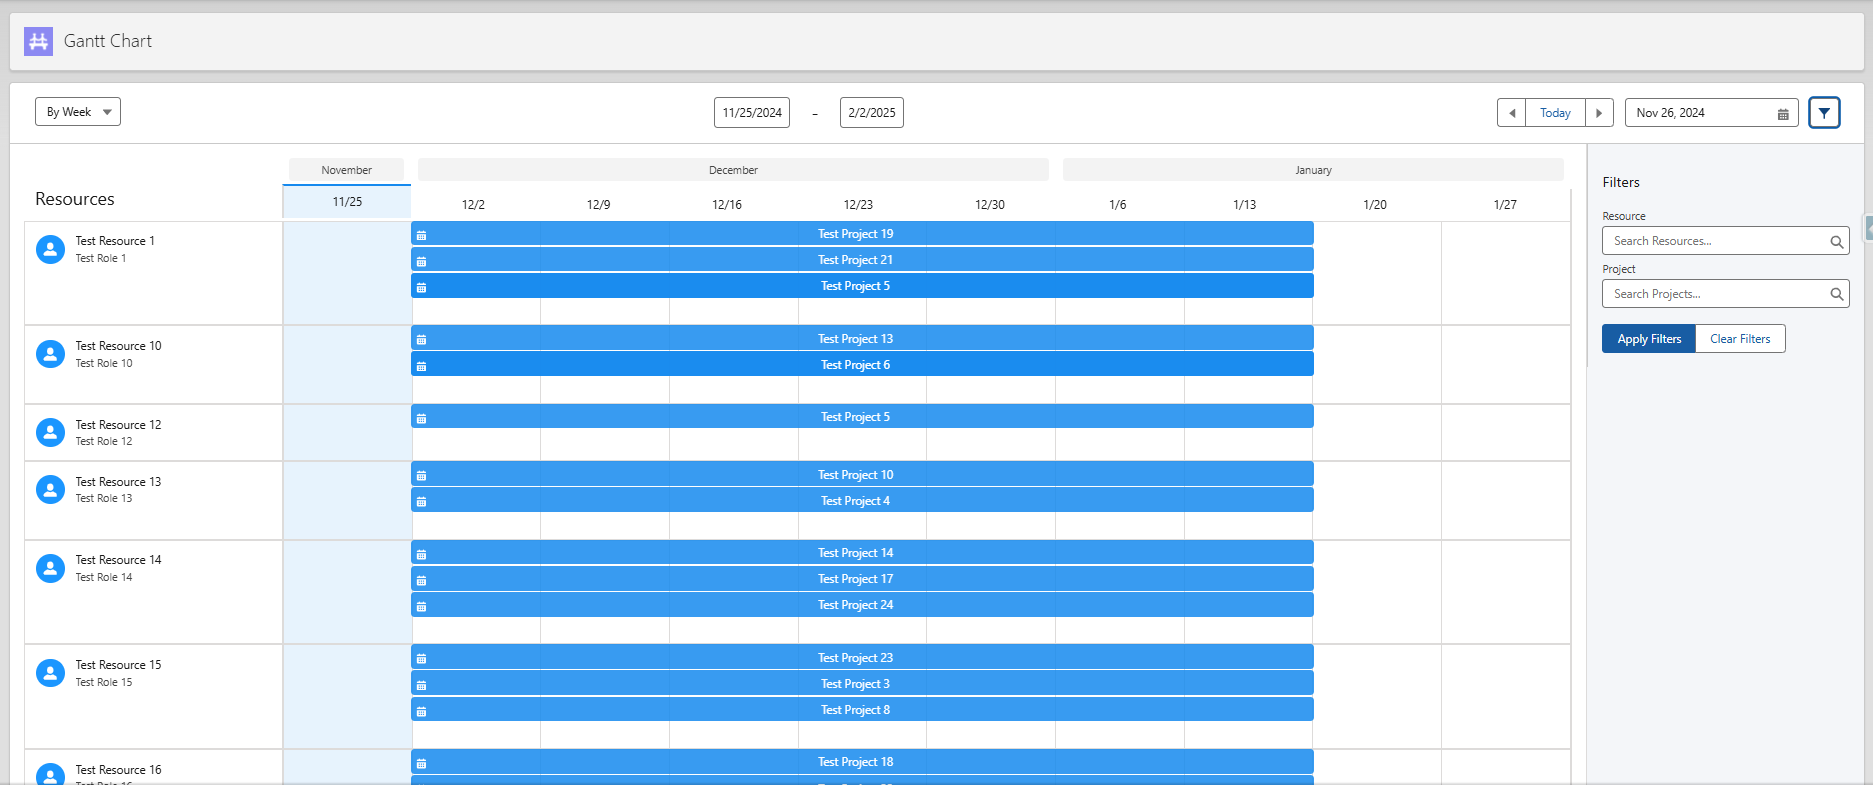 Gantt Chart
By Week
11/25/2024 - 2/2/2025
Today
Nov 26, 2024
November December January
Resources
11/25 12/2 12/9 12/16 12/23 12/30 1/6 1/13 1/20 1/27
Test Resource 1
Test Role 1
Test Project 19
Test Project 21
Test Project 5
Test Resource 10
Test Role 10
Test Project 13
Test Project 6
Test Resource 12
Test Role 12
Test Project 5
Test Resource 13
Test Role 13
Test Project 10
Test Project 4
Test Resource 14
Test Role 14
Test Project 14
Test Project 17
Test Project 24
Test Resource 15
Test Role 15
Test Project 23
Test Project 3
Test Project 8
Test Resource 16
Test Project 18
Filters
Resource
Search Resources...
Project
Search Projects...
Apply Filters
Clear Filters